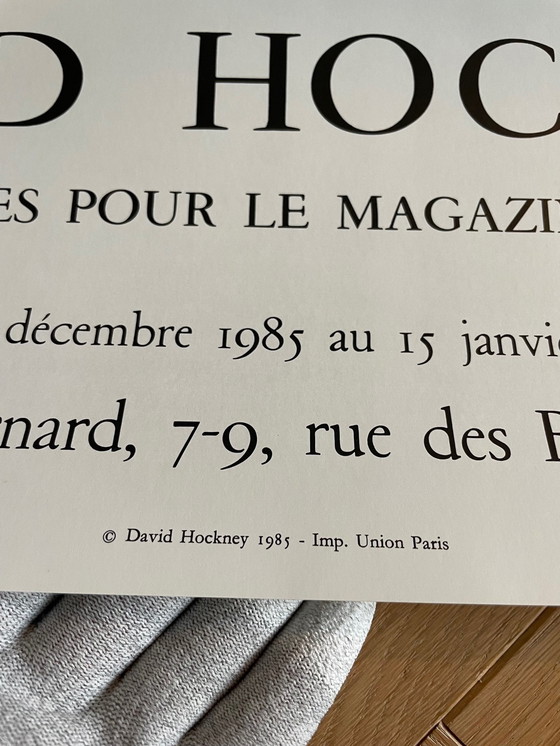 D HOC
ES POUR LE MAGAZI
décembre 1985 au 15 janvi
nard, 7-9, rue des
© David Hockney 1985 - Imp. Union Paris